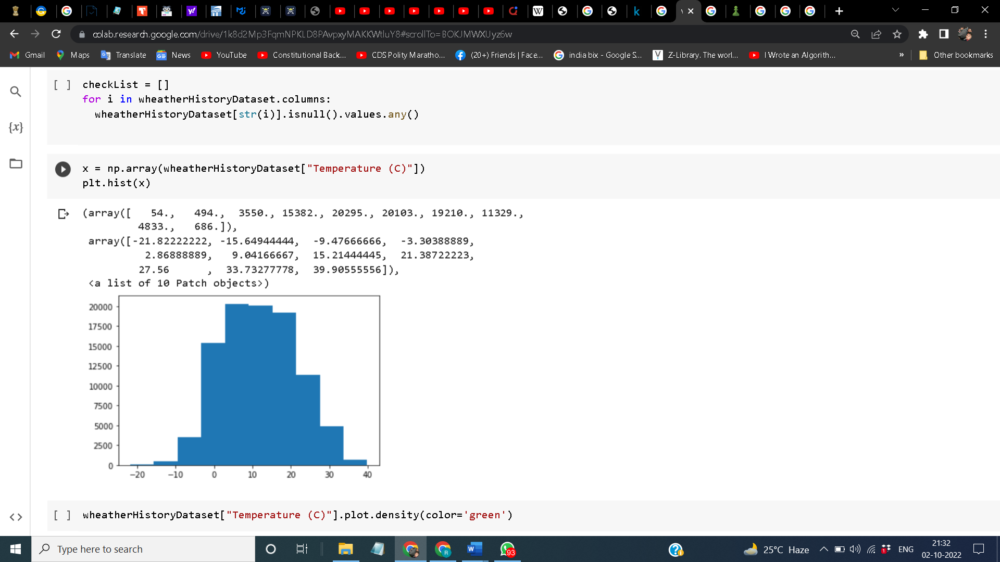 colab.research.google.com/drive/1k8d2Mp3FqmNPKLD8PAvpxyMAKKWtluY8#scrollTo=BOKJMWXUyz6w
Gmail Maps Translate News YouTube Constitutional Back... CDS Polity Maratho... (20+) Friends | Face... india bix - Google S... Z-Library. The worl... I Wrote an Algorith... » Other bookmarks
[ ] checkList = []
for i in wheatherHistoryDataset.columns:
wheatherHistoryDataset[str(i)].isnull().values.any()
{x}
x = np.array(wheatherHistoryDataset["Temperature (C)"])
plt.hist(x)
(array([ 54., 494., 3550., 15382., 20295., 20103., 19210., 11329.,
4833., 686.]),
array([-21.82222222, -15.64944444, -9.47666666, -3.30388889,
2.86888889, 9.04166667, 15.21444445, 21.38722223,
27.56 , 33.73277778, 39.90555556]),
<a list of 10 Patch objects>)
20000
17500
15000
12500
10000
7500
5000
2500
0
−20 −10 0 10 20 30 40
[ ] wheatherHistoryDataset["Temperature (C)"].plot.density(color='green')
Type here to search
93
25°C Haze
ENG
21:32
02-10-2022